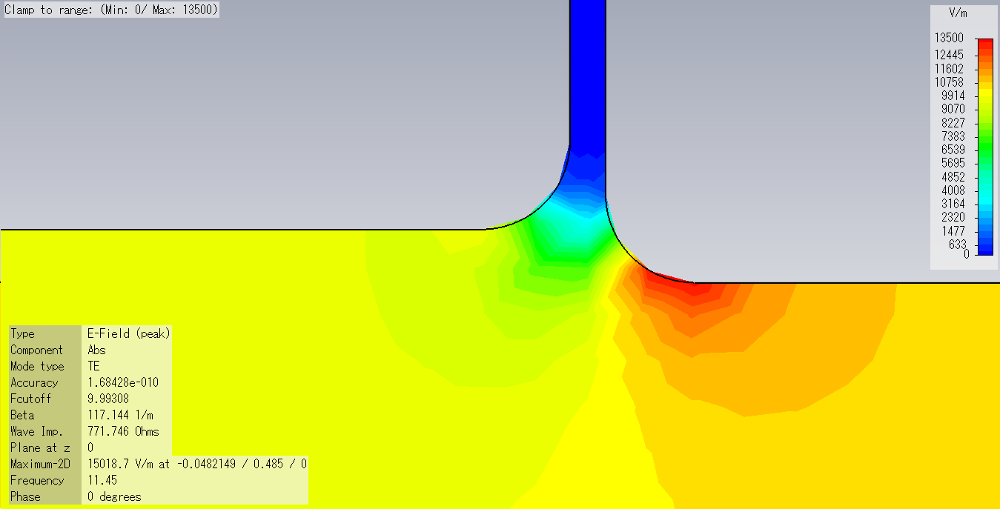 Clamp to range: (Min: 0/ Max: 13500)
V/m
13500
12445
11602
10758
9914
9070
8227
7383
6539
5695
4852
4008
3164
2320
1477
633
0
Type E-Field (peak)
Component Abs
Mode type TE
Accuracy 1.68428e-010
Fcutoff 9.99308
Beta 117.144 1/m
Wave Imp. 771.746 Ohms
Plane at z 0
Maximum-2D 15018.7 V/m at -0.0482149 / 0.485 / 0
Frequency 11.45
Phase 0 degrees